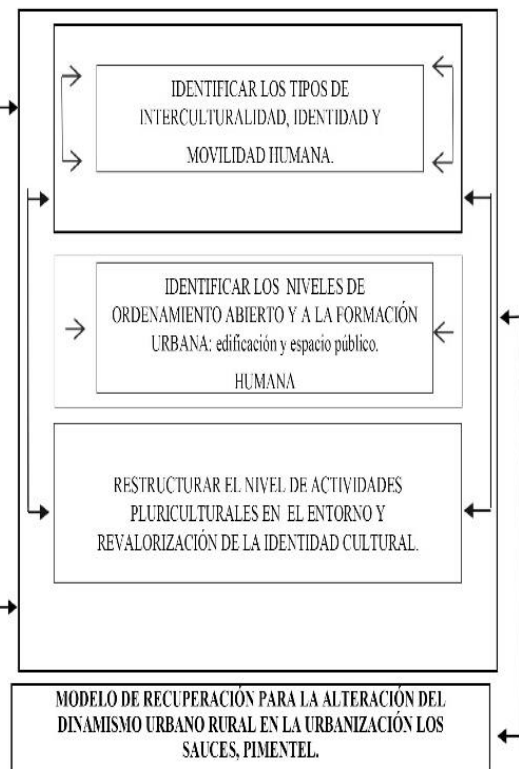 IDENTIFICAR LOS TIPOS DE
INTERCULTURALIDAD, IDENTIDAD Y
MOVILIDAD HUMANA.
IDENTIFICAR LOS NIVELES DE
ORDENAMIENTO ABIERTO Y A LA FORMACIÓN
URBANA: edificación y espacio público.
HUMANA
RESTRUCTURAR EL NIVEL DE ACTIVIDADES
PLURICULTURALES EN EL ENTORNO Y
REVALORIZACIÓN DE LA IDENTIDAD CULTURAL.
MODELO DE RECUPERACIÓN PARA LA ALTERACIÓN DEL
DINAMISMO URBANO RURAL EN LA URBANIZACIÓN LOS
SAUCES, PIMENTEL.